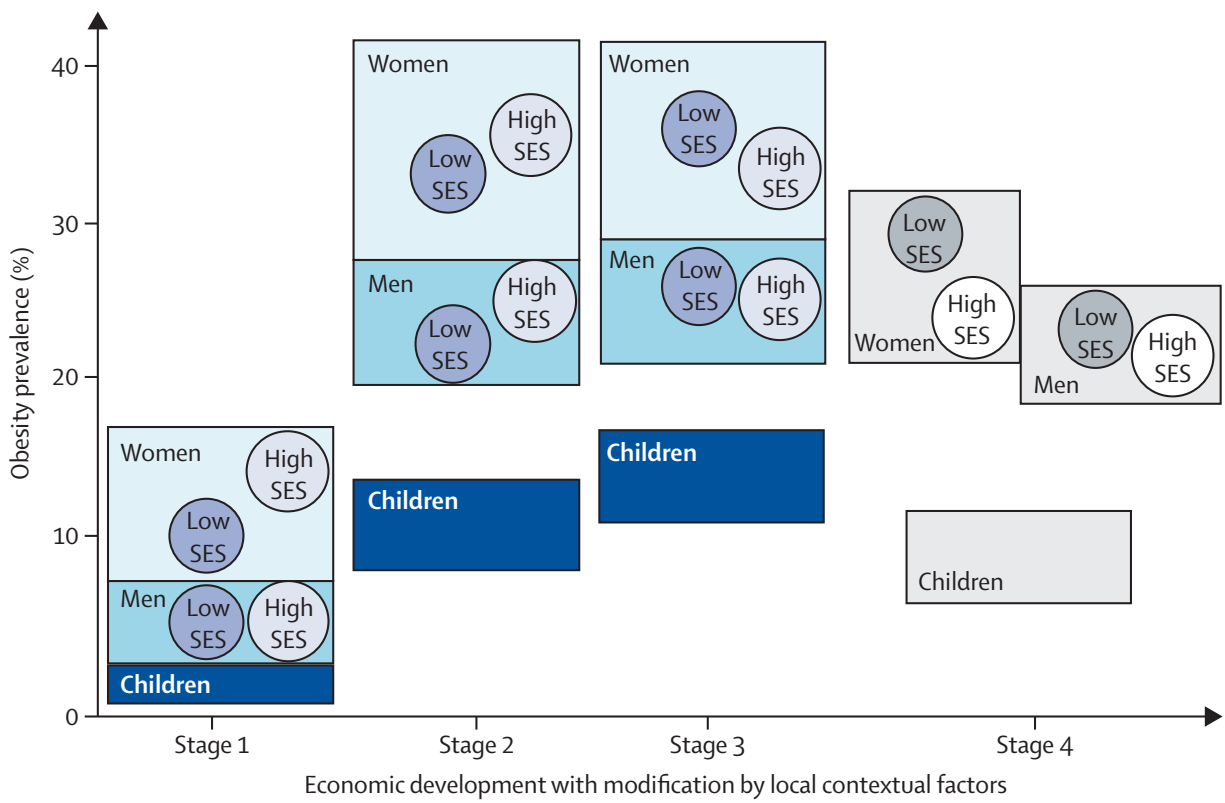 Obesity prevalence (%)
40
30
20
10
0
Women
High
SES
Low
SES
Men
Low
SES
High
SES
Children
Women
High
SES
Low
SES
Men
High
SES
Low
SES
Children
Women
Low
SES
High
SES
Men
Low
SES
High
SES
Children
Low
SES
High
SES
Women
Low
SES
High
SES
Men
Children
Stage 1
Stage 2
Stage 3
Stage 4
Economic development with modification by local contextual factors